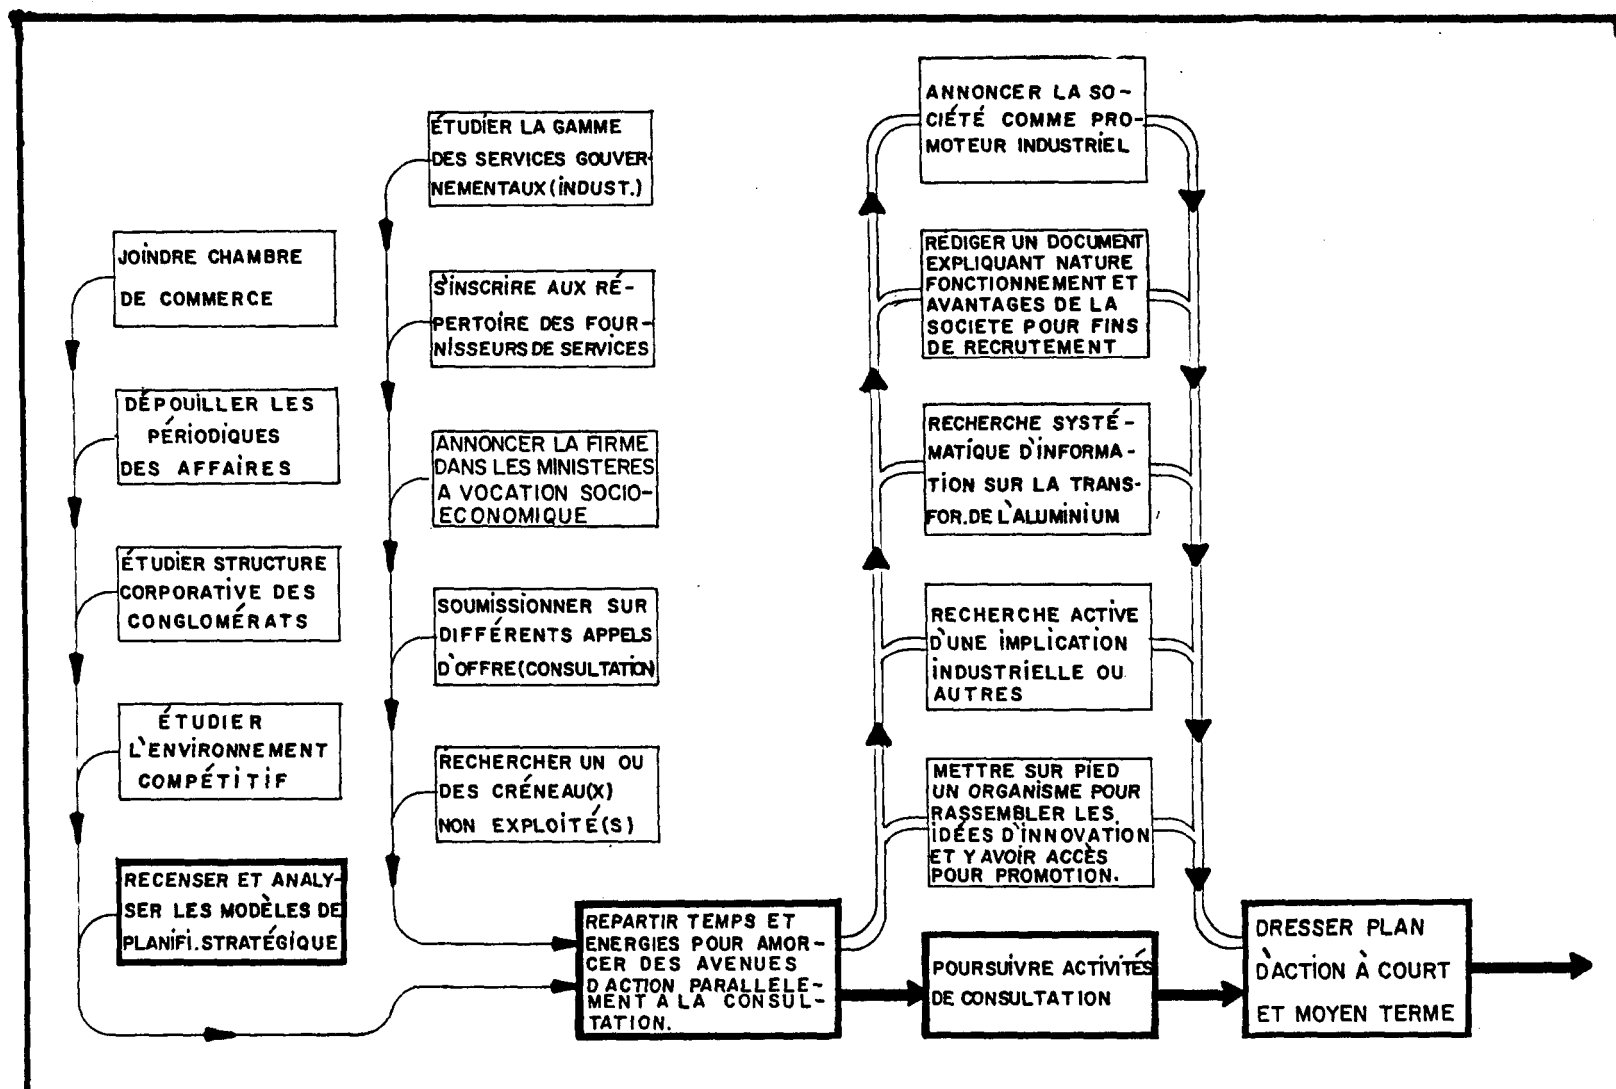 JOINDRE CHAMBRE
DE COMMERCE
DÉPOUILLER LES
PÉRIODIQUES
DES AFFAIRES
ÉTUDIER STRUCTURE
CORPORATIVE DES
CONGLOMÉRATS
ÉTUDIER
L'ENVIRONNEMENT
COMPÉTITIF
RECENSER ET ANALY-
SER LES MODÈLES DE
PLANIFI. STRATÉGIQUE
ÉTUDIER LA GAMME
DES SERVICES GOUVER-
NEMENTAUX (INDUST.)
S'INSCRIRE AUX RÉ-
PERTOIRE DES FOUR-
NISSEURS DE SERVICES
ANNONCER LA FIRME
DANS LES MINISTERES
A VOCATION SOCIO-
ECONOMIQUE
SOUMISSIONNER SUR
DIFFÉRENTS APPELS
D'OFFRE (CONSULTATION)
RECHERCHER UN OU
DES CRÉNEAU(X)
NON EXPLOITÉ(S)
REPARTIR TEMPS ET
ENERGIES POUR AMOR-
CER DES AVENUES
D'ACTION PARALLELE-
MENT A LA CONSUL-
TATION.
ANNONCER LA SO-
CIÉTÉ COMME PRO-
MOTEUR INDUSTRIEL
RÉDIGER UN DOCUMENT
EXPLIQUANT NATURE
FONCTIONNEMENT ET
AVANTAGES DE LA
SOCIETE POUR FINS
DE RECRUTEMENT
RECHERCHE SYSTÉ-
MATIQUE D'INFORMA-
TION SUR LA TRANS-
FOR. DE L'ALUMINIUM
RECHERCHE ACTIVE
D'UNE IMPLICATION
INDUSTRIELLE OU
AUTRES
METTRE SUR PIED
UN ORGANISME POUR
RASSEMBLER LES
IDÉES D'INNOVATION
ET Y AVOIR ACCÈS
POUR PROMOTION.
POURSUIVRE ACTIVITÉS
DE CONSULTATION
DRESSER PLAN
D'ACTION À COURT
ET MOYEN TERME